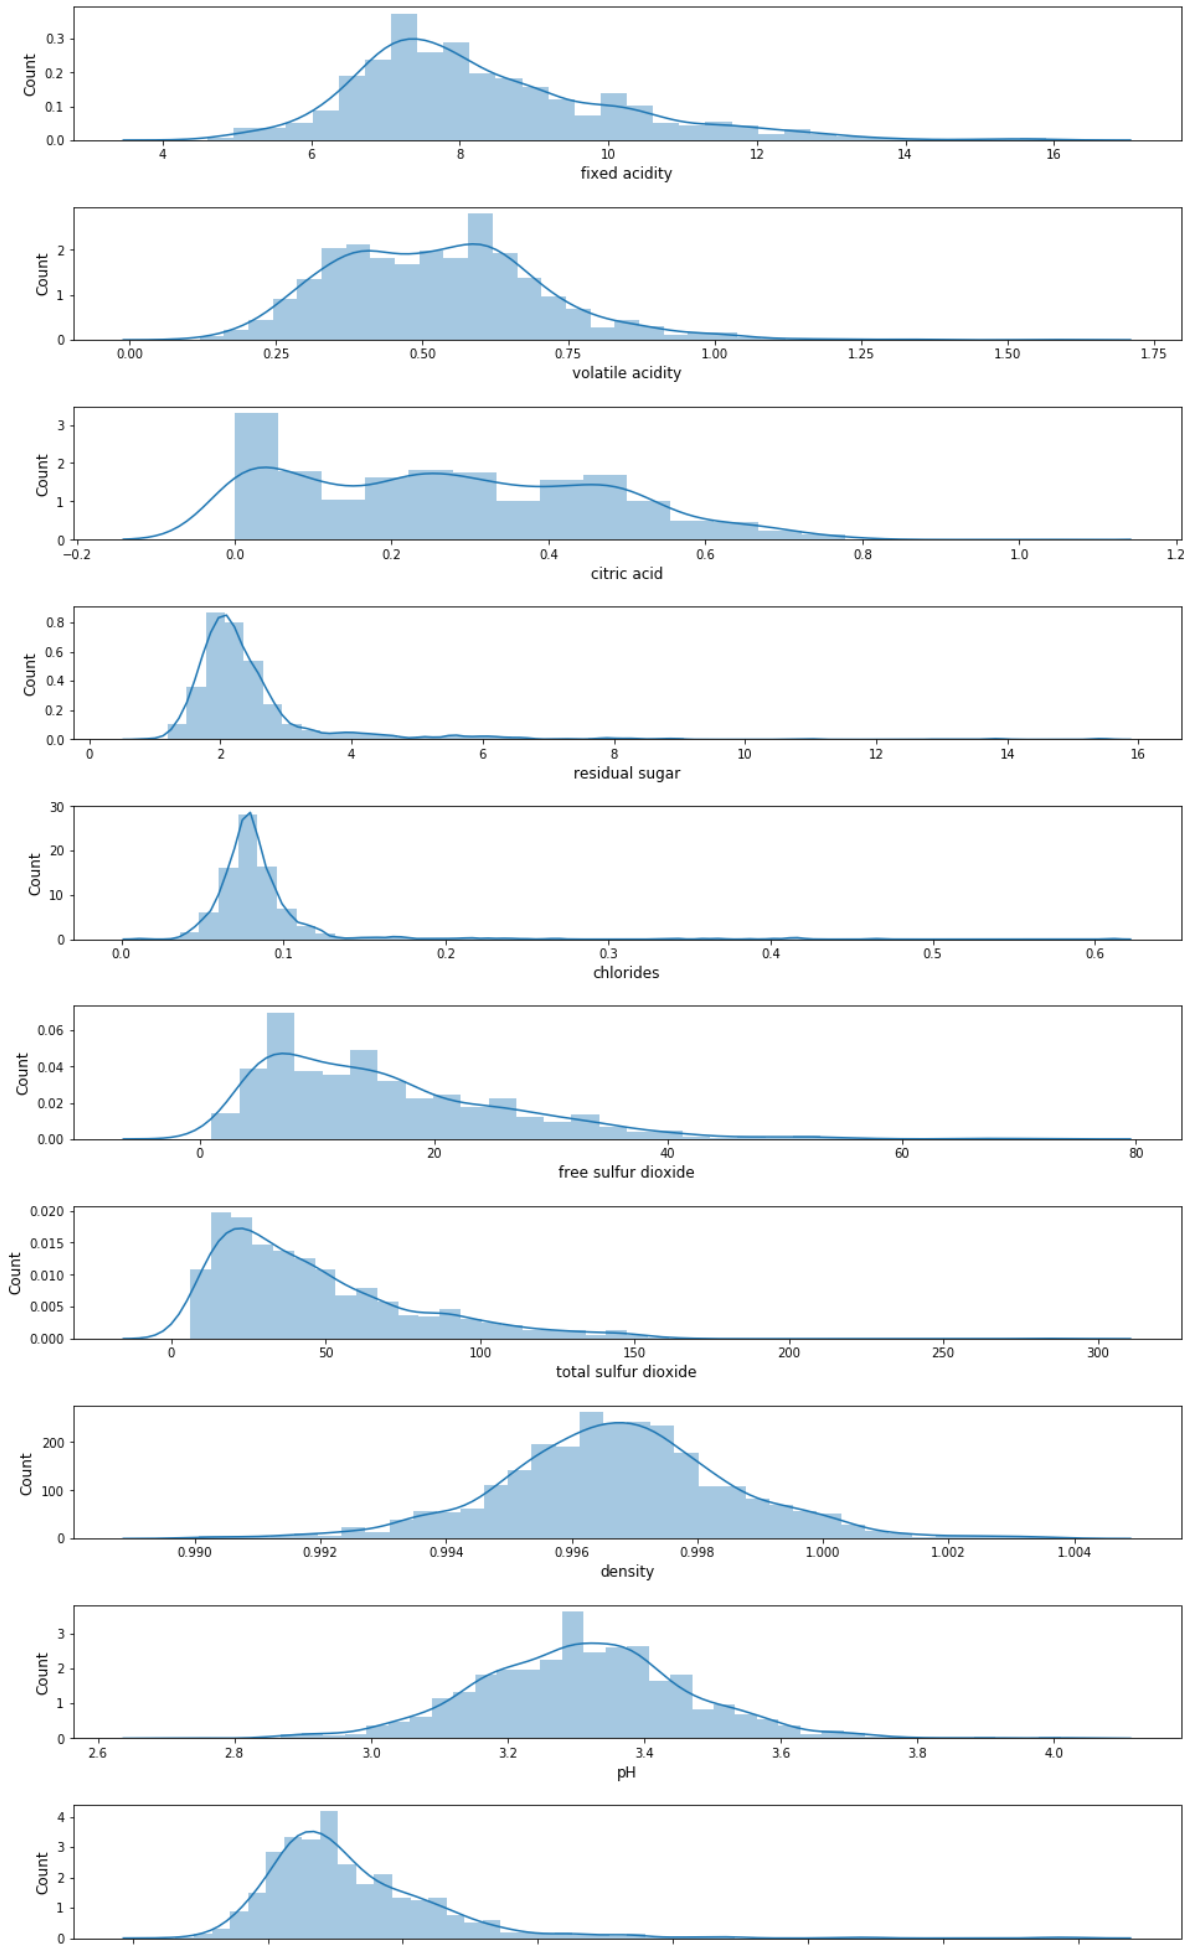 0.3
0.2
0.1
0.0
Count
4 6 8 10 12 14 16
fixed acidity
2
1
0
Count
0.00 0.25 0.50 0.75 1.00 1.25 1.50 1.75
volatile acidity
3
2
1
0
Count
−0.2 0.0 0.2 0.4 0.6 0.8 1.0 1.2
citric acid
0.8
0.6
0.4
0.2
0.0
Count
0 2 4 6 8 10 12 14 16
residual sugar
30
20
10
0
Count
0.0 0.1 0.2 0.3 0.4 0.5 0.6
chlorides
0.06
0.04
0.02
0.00
Count
0 20 40 60 80
free sulfur dioxide
0.020
0.015
0.010
0.005
0.000
Count
0 50 100 150 200 250 300
total sulfur dioxide
200
100
0
Count
0.990 0.992 0.994 0.996 0.998 1.000 1.002 1.004
density
3
2
1
0
Count
2.6 2.8 3.0 3.2 3.4 3.6 3.8 4.0
pH
4
3
2
1
0
Count